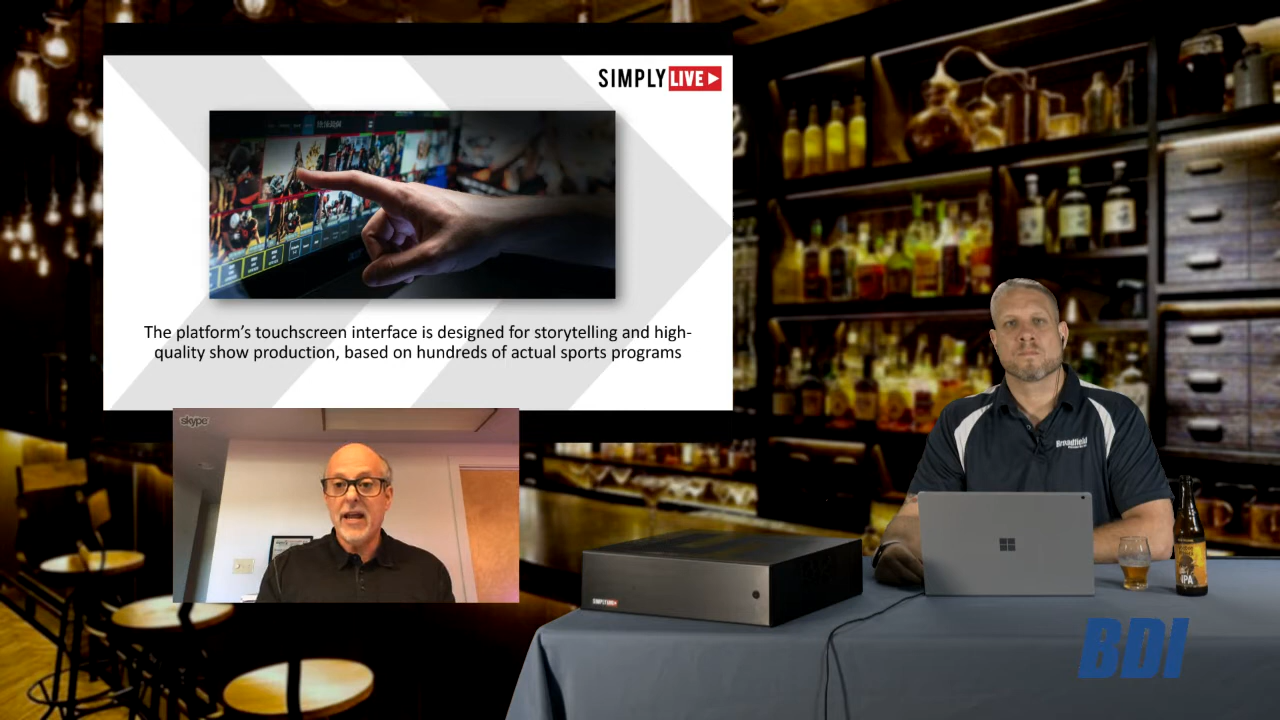 SIMPLY LIVE
The platform's touchscreen interface is designed for storytelling and high-
quality show production, based on hundreds of actual sports programs
skype
Broadfield
SIMPLYLIVE
IPA
BDI